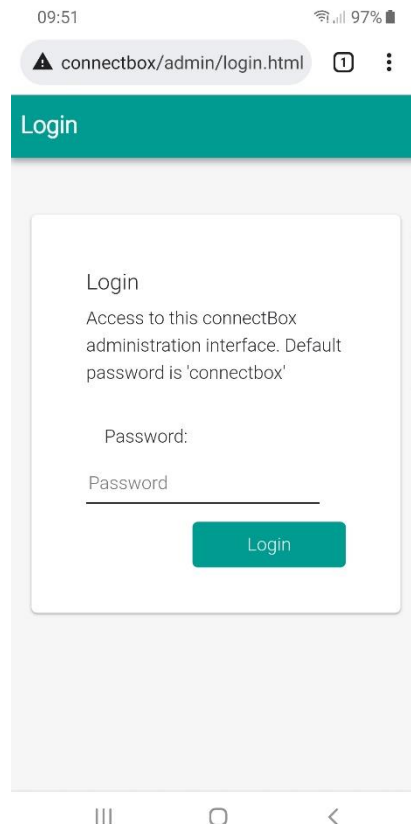 09:51 97%
connectbox/admin/login.html 1
Login
Login
Access to this connectBox
administration interface. Default
password is 'connectbox'
Password:
Password
Login